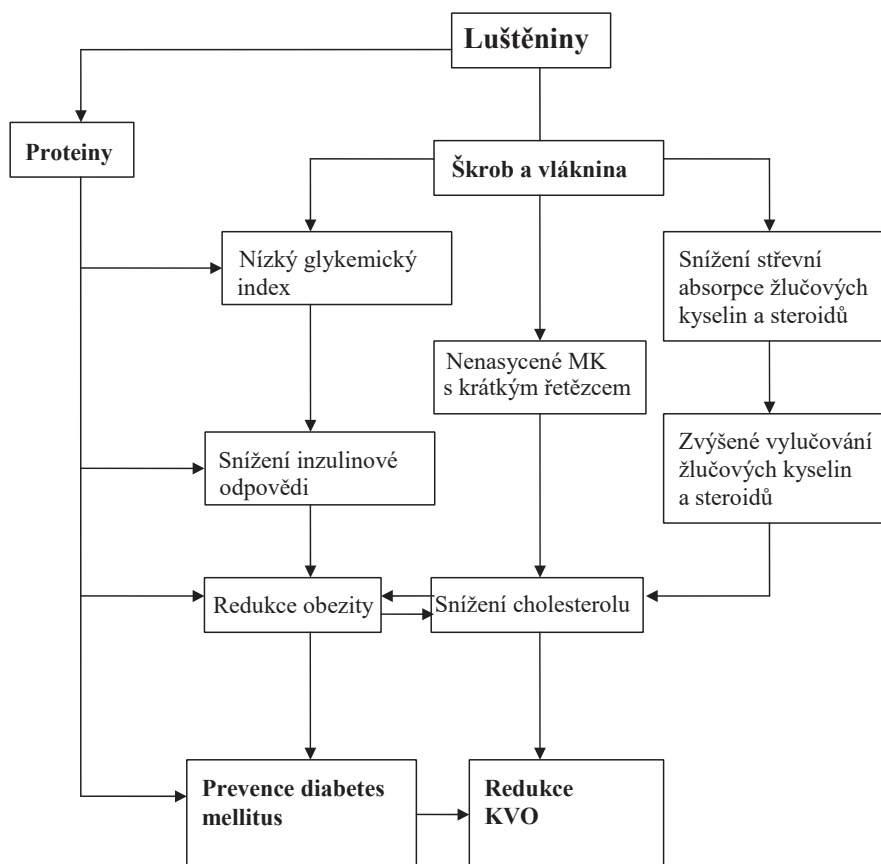 Luštěniny
Proteiny
Škrob a vláknina
Nízký glykemický
index
Snížení střevní
absorpce žlučových
kyselin a steroidů
Nenasycené MK
s krátkým řetězcem
Snížení inzulinové
odpovědi
Zvýšené vylučování
žlučových kyselin
a steroidů
Redukce obezity
Snížení cholesterolu
Prevence diabetes
mellitus
Redukce
KVO